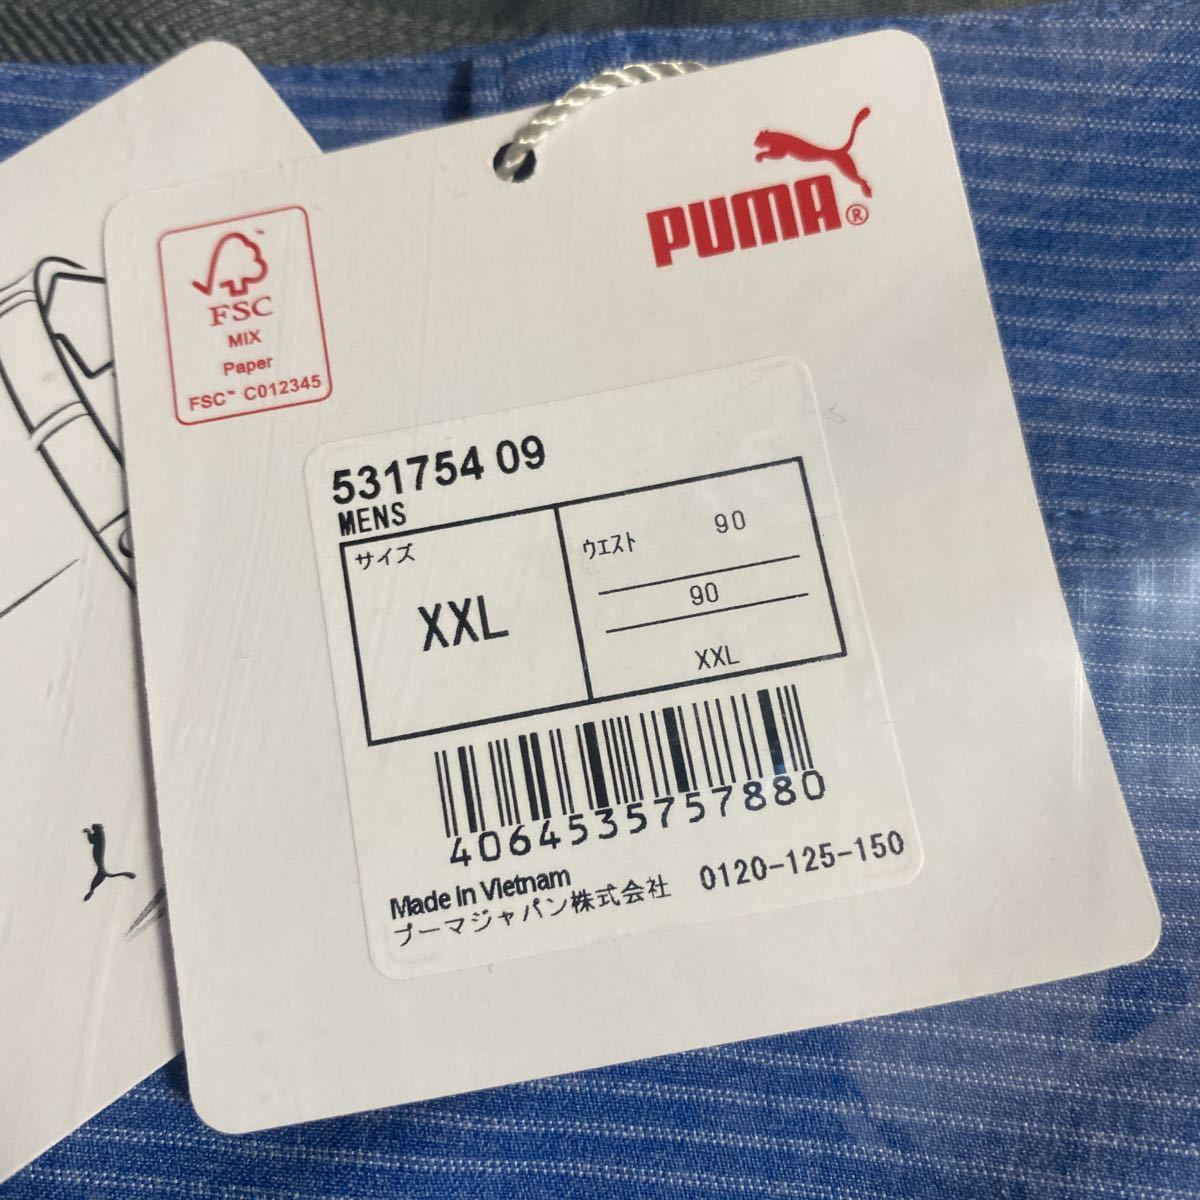 PUMA®
FSC
MIX
Paper
FSC™ C012345
531754 09
MENS
サイズ
XXL
ウエスト 90
90
XXL
4064535757880
Made in Vietnam
プーマジャパン株式会社 0120-125-150